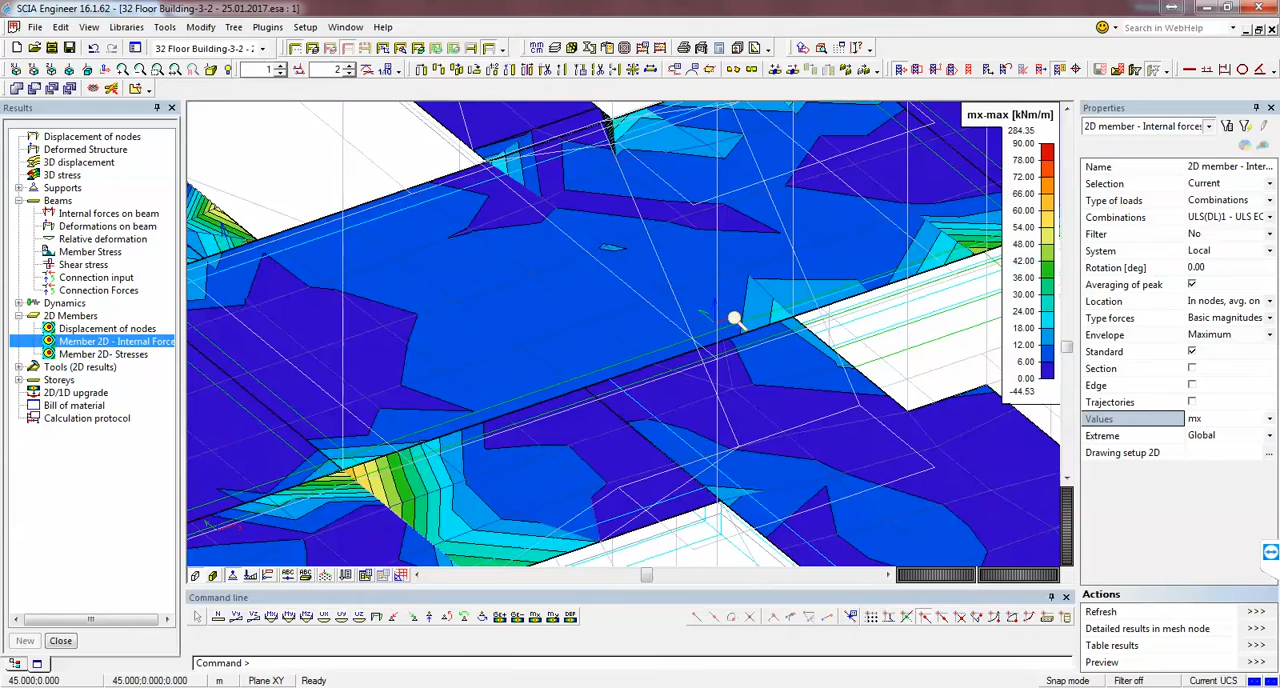 SCIA Engineer 16.1.62 - [32 Floor Building-3-2 - 25.01.2017.esa : 1]
File Edit View Libraries Tools Modify Tree Plugins Setup Window Help
Search in WebHelp
32 Floor Building-3-2 - 2
1 2
Results
Displacement of nodes
Deformed Structure
3D displacement
3D stress
Supports
Beams
Internal forces on beam
Deformations on beam
Relative deformation
Member Stress
Shear stress
Connection input
Connection Forces
Dynamics
2D Members
Displacement of nodes
Member 2D - Internal Force
Member 2D- Stresses
Tools (2D results)
Storeys
2D/1D upgrade
Bill of material
Calculation protocol
New Close
mx-max [kNm/m]
284.35
90.00
78.00
72.00
66.00
60.00
54.00
48.00
42.00
36.00
30.00
24.00
18.00
12.00
6.00
0.00
-44.53
Properties
2D member - Internal forces
Name 2D member - Inter...
Selection Current
Type of loads Combinations
Combinations ULS(DL)1 - ULS EC
Filter No
System Local
Rotation [deg] 0.00
Averaging of peak
Location In nodes, avg. on
Type forces Basic magnitudes
Envelope Maximum
Standard
Section
Edge
Trajectories
Values mx
Extreme Global
Drawing setup 2D ...
Actions
Refresh >>>
Detailed results in mesh node >>>
Table results >>>
Preview >>>
Command line
Command >
45.000;0.000 45.000;0.000;0.000 m Plane XY Ready Snap mode Filter off Current UCS